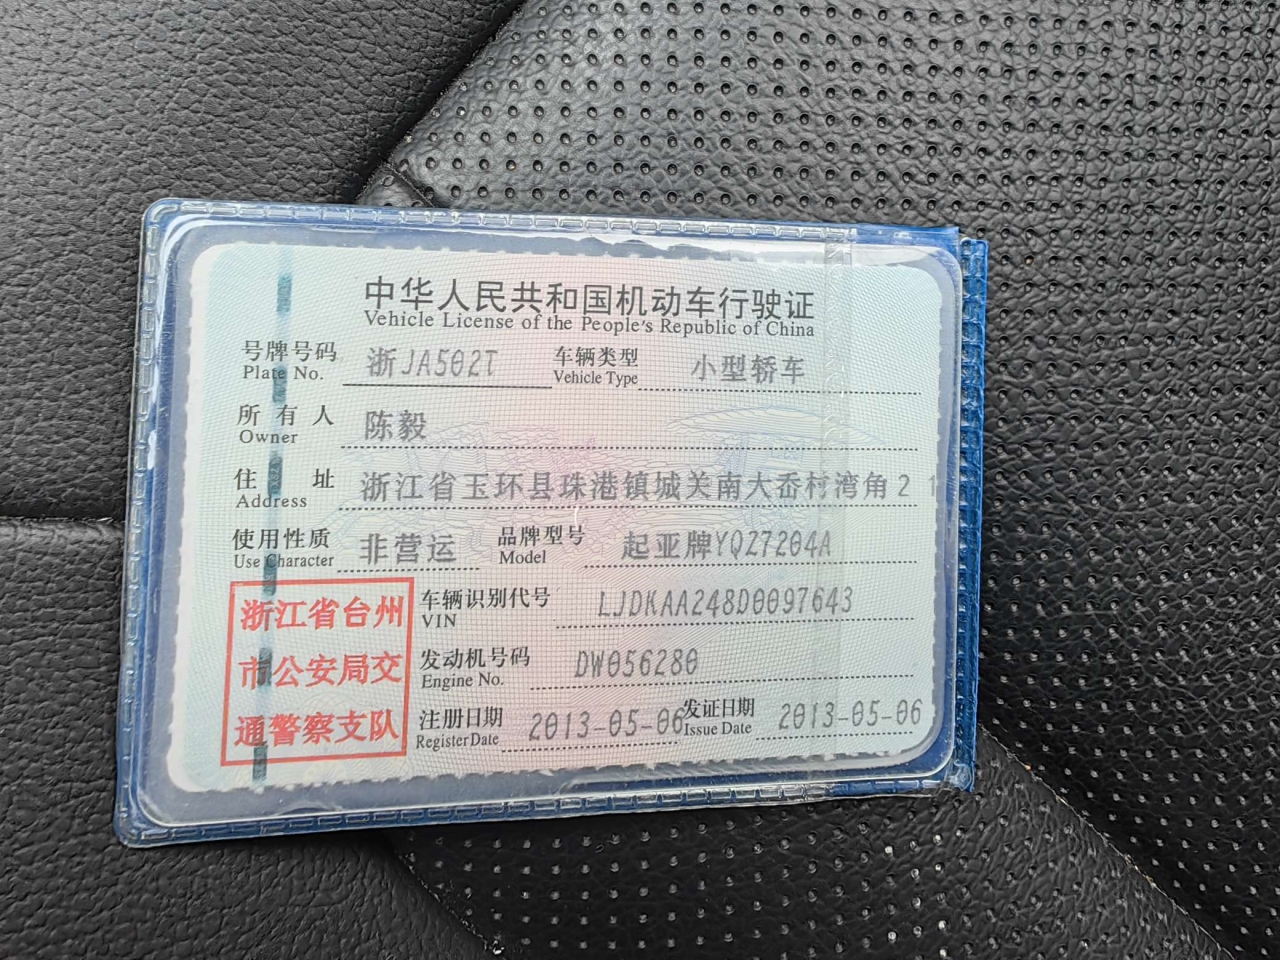 中华人民共和国机动车行驶证
Vehicle License of the People's Republic of China
号牌号码 浙JA502T 车辆类型 小型轿车
Plate No. Vehicle Type
所有人 陈毅
Owner
住址 浙江省玉环县珠港镇城关南大岙村湾角21
Address
使用性质 非营运 品牌型号 起亚牌YQZ7204A
Use Character Model
浙江省台州
市公安局交
通警察支队
车辆识别代号 LJDKAA248D0097643
VIN
发动机号码 DW056280
Engine No.
注册日期 2013-05-06 发证日期 2013-05-06
Register Date Issue Date